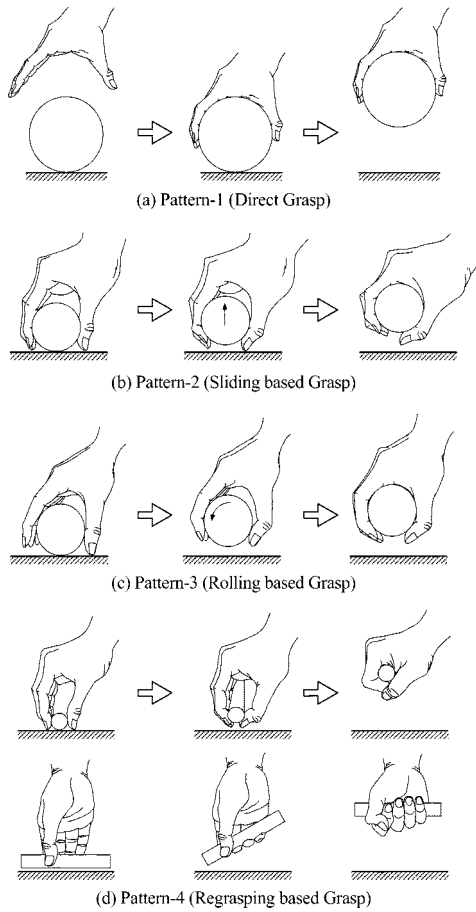 (a) Pattern-1 (Direct Grasp)
(b) Pattern-2 (Sliding based Grasp)
(c) Pattern-3 (Rolling based Grasp)
(d) Pattern-4 (Regrasping based Grasp)